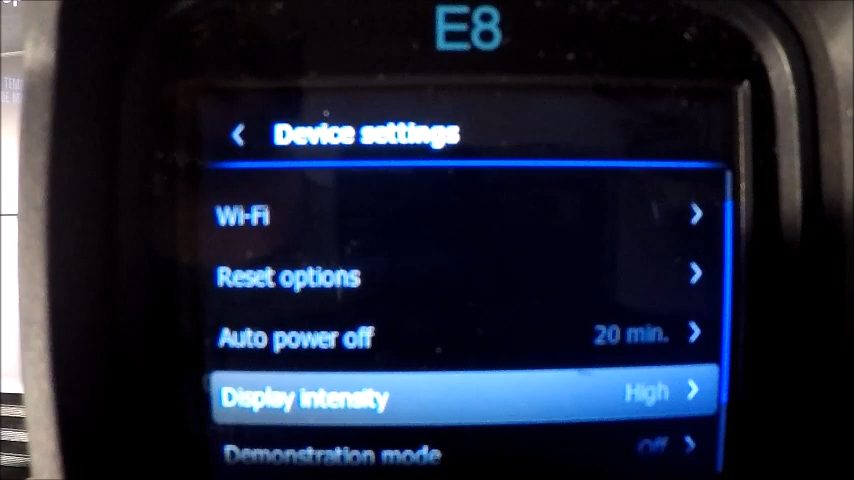 E8
Device settings
Wi-Fi
Reset options
Auto power off 20 min.
Display intensity High
Demonstration mode Off